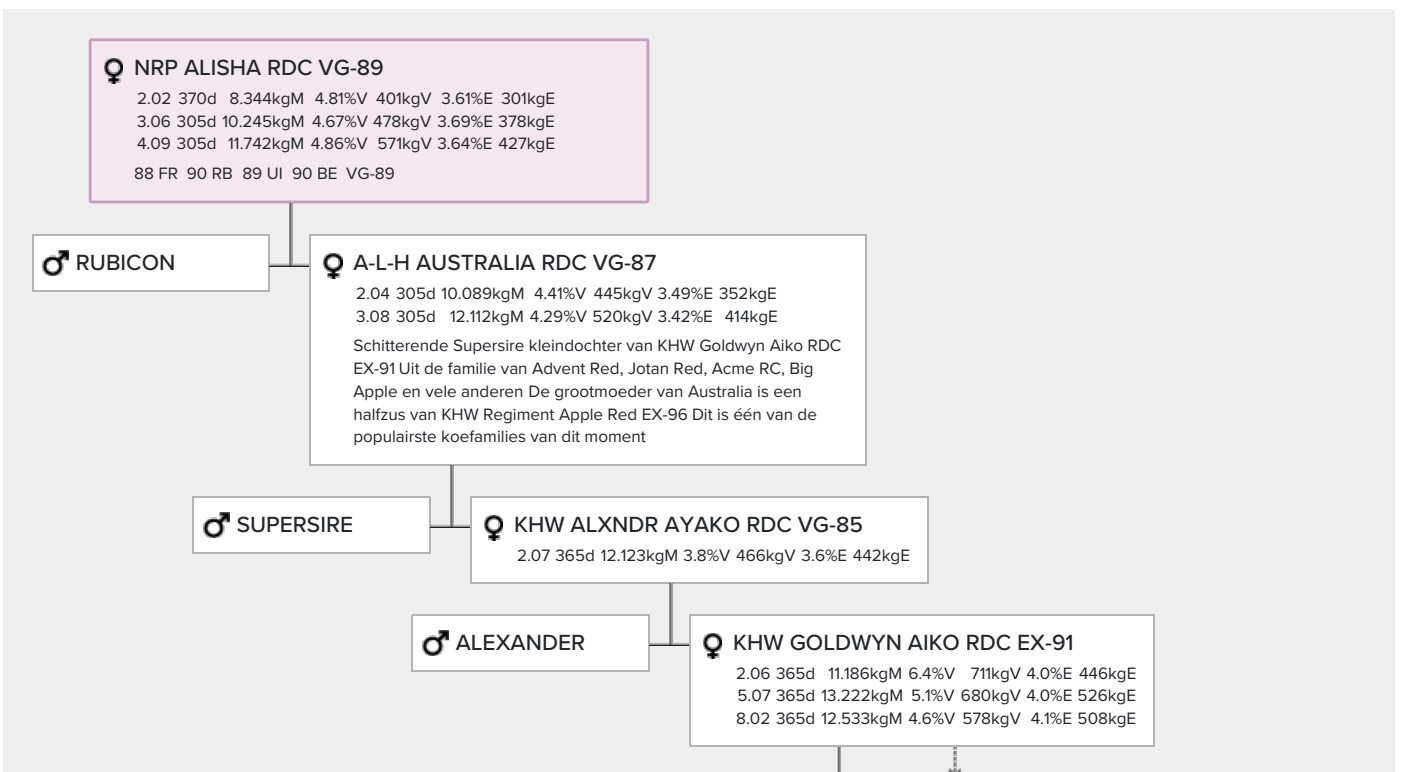 NRP ALISHA RDC VG-89
2.02 370d 8.344kgM 4.81%V 401kgV 3.61%E 301kgE
3.06 305d 10.245kgM 4.67%V 478kgV 3.69%E 378kgE
4.09 305d 11.742kgM 4.86%V 571kgV 3.64%E 427kgE
88 FR 90 RB 89 UI 90 BE VG-89
RUBICON
A-L-H AUSTRALIA RDC VG-87
2.04 305d 10.089kgM 4.41%V 445kgV 3.49%E 352kgE
3.08 305d 12.112kgM 4.29%V 520kgV 3.42%E 414kgE
Schitterende Supersire kleindochter van KHW Goldwyn Aiko RDC
EX-91 Uit de familie van Advent Red, Jotan Red, Acme RC, Big
Apple en vele anderen De grootmoeder van Australia is een
halfzus van KHW Regiment Apple Red EX-96 Dit is één van de
populairste koefamilies van dit moment
SUPERSIRE
KHW ALXNDR AYAKO RDC VG-85
2.07 365d 12.123kgM 3.8%V 466kgV 3.6%E 442kgE
ALEXANDER
KHW GOLDWYN AIKO RDC EX-91
2.06 365d 11.186kgM 6.4%V 711kgV 4.0%E 446kgE
5.07 365d 13.222kgM 5.1%V 680kgV 4.0%E 526kgE
8.02 365d 12.533kgM 4.6%V 578kgV 4.1%E 508kgE